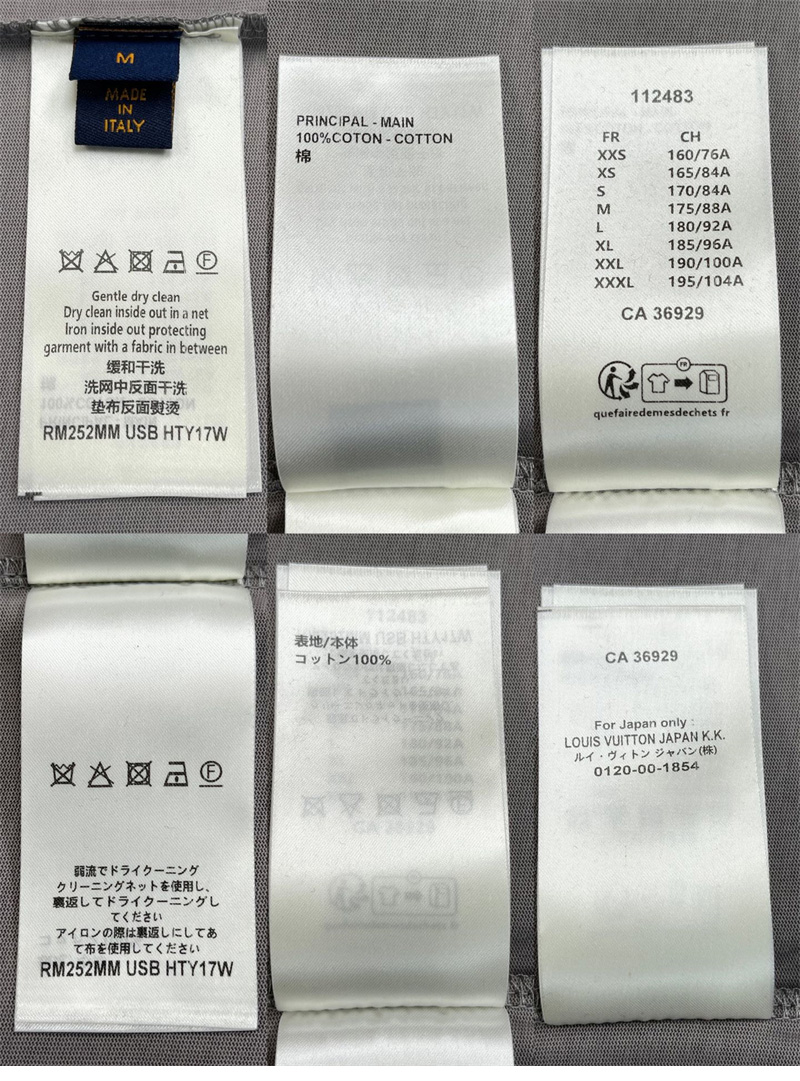 M
MADE
IN
ITALY
Gentle dry clean
Dry clean inside out in a net
Iron inside out protecting
garment with a fabric in between
缓和干洗
洗网中反面干洗
垫布反面熨烫
RM252MM USB HTY17W
PRINCIPAL - MAIN
100%COTON - COTTON
棉
112483
FR CH
XXS 160/76A
XS 165/84A
S 170/84A
M 175/88A
L 180/92A
XL 185/96A
XXL 190/100A
XXXL 195/104A
CA 36929
FR
quefairedemesdechets fr
弱流でドライクーニング
クリーニングネットを使用し、
裏返してドライクーニングし
てください
アイロンの際は裏返しにしてあ
て布を使用してください
RM252MM USB HTY17W
表地/本体
コットン100%
CA 36929
For Japan only :
LOUIS VUITTON JAPAN K.K.
ルイ・ヴィトン ジャパン(株)
0120-00-1854